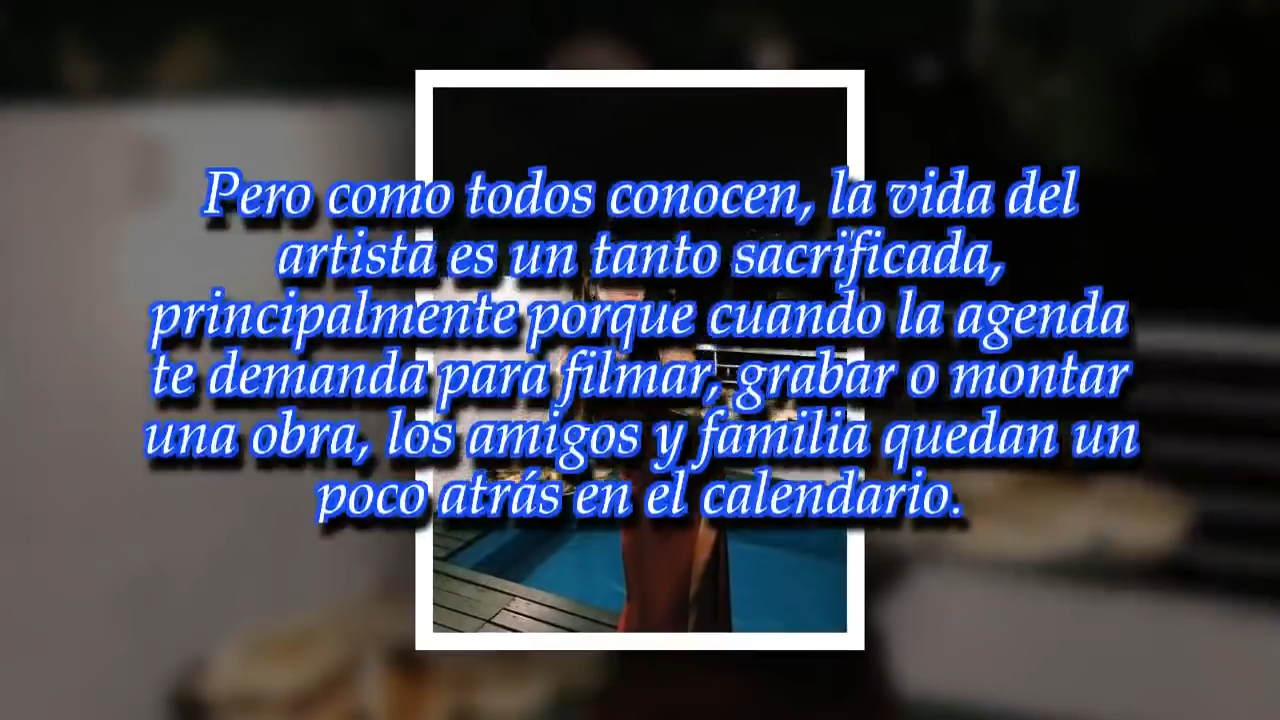 Pero como todos conocen, la vida del
artista es un tanto sacrificada,
principalmente porque cuando la agenda
te demanda para filmar, grabar o montar
una obra, los amigos y familia quedan un
poco atrás en el calendario.